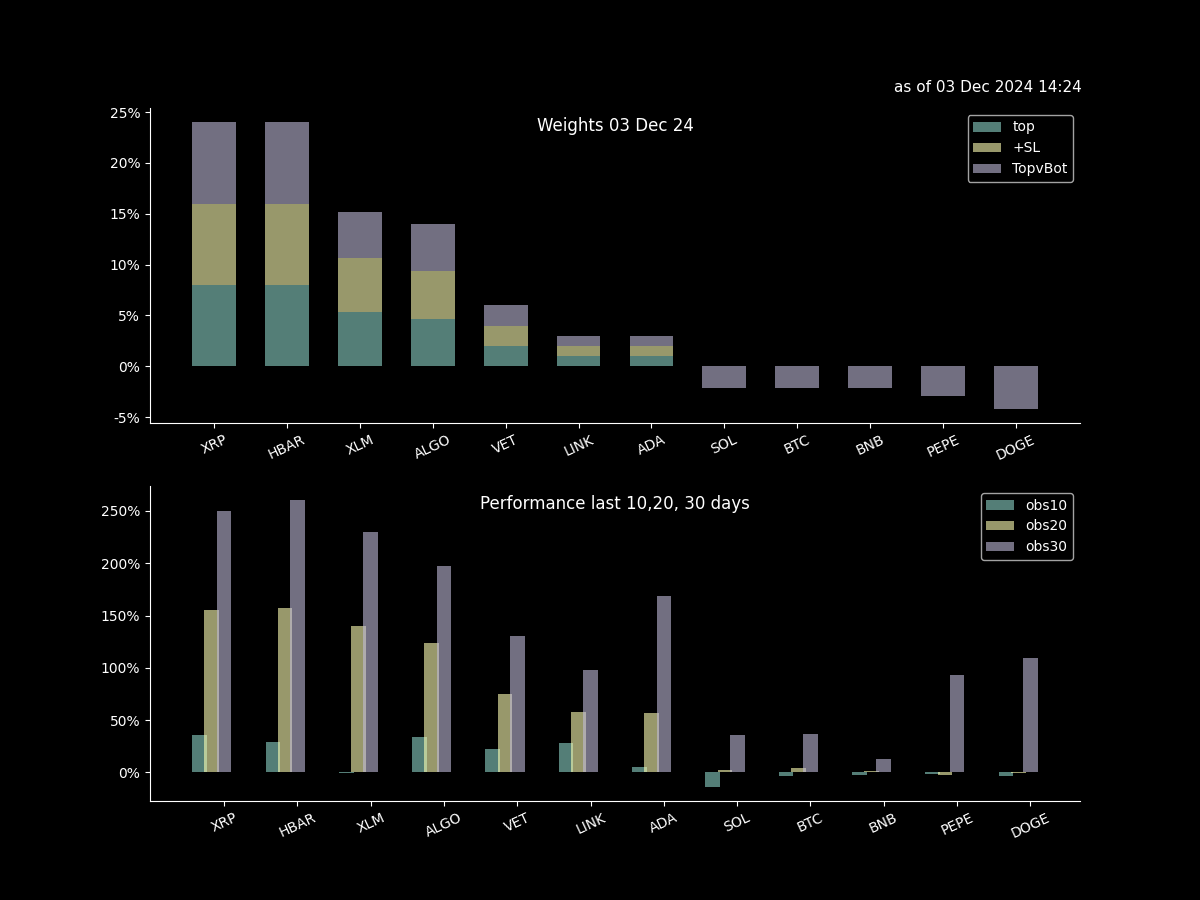 as of 03 Dec 2024 14:24
Weights 03 Dec 24
top
+SL
TopvBot
25%
20%
15%
10%
5%
0%
-5%
XRP HBAR XLM ALGO VET LINK ADA SOL BTC BNB PEPE DOGE
Performance last 10,20, 30 days
obs10
obs20
obs30
250%
200%
150%
100%
50%
0%
XRP HBAR XLM ALGO VET LINK ADA SOL BTC BNB PEPE DOGE